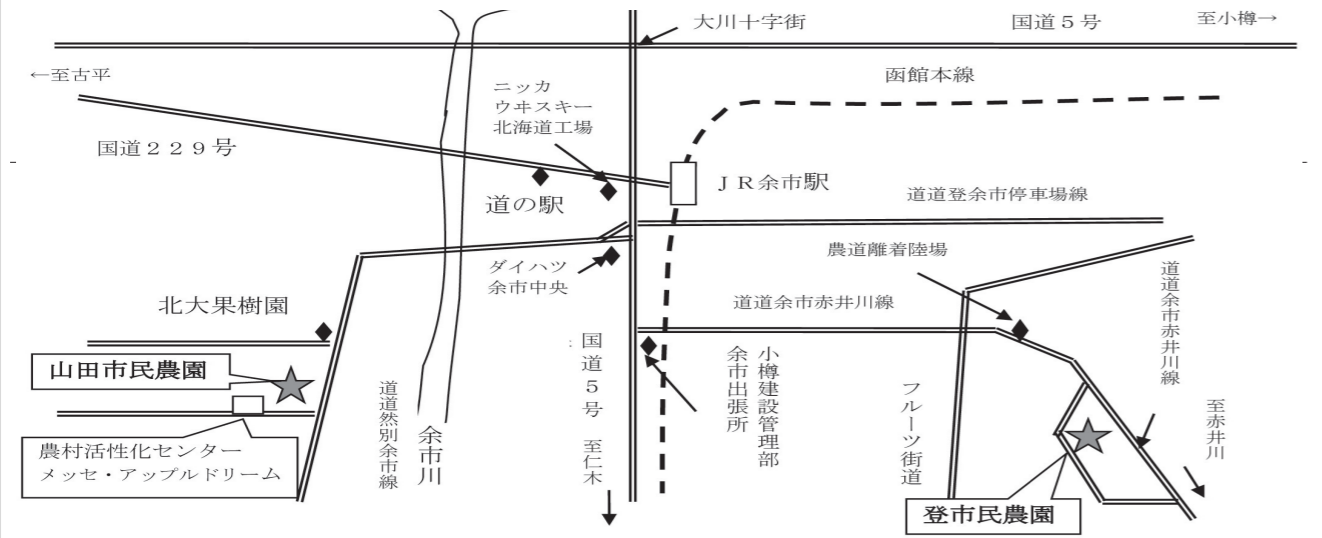 大川十字街
国道５号
至小樽→
←至古平
函館本線
ニッカ
ウヰスキー
北海道工場
国道２２９号
道の駅
ＪＲ余市駅
道道登余市停車場線
農道離着陸場
ダイハツ
余市中央
北大果樹園
道道余市赤井川線
道道余市赤井川線
山田市民農園
国道５号　至仁木
小樽建設管理部
余市出張所
フルーツ街道
至赤井川
道道然別余市線
余市川
農村活性化センター
メッセ・アップルドリーム
登市民農園